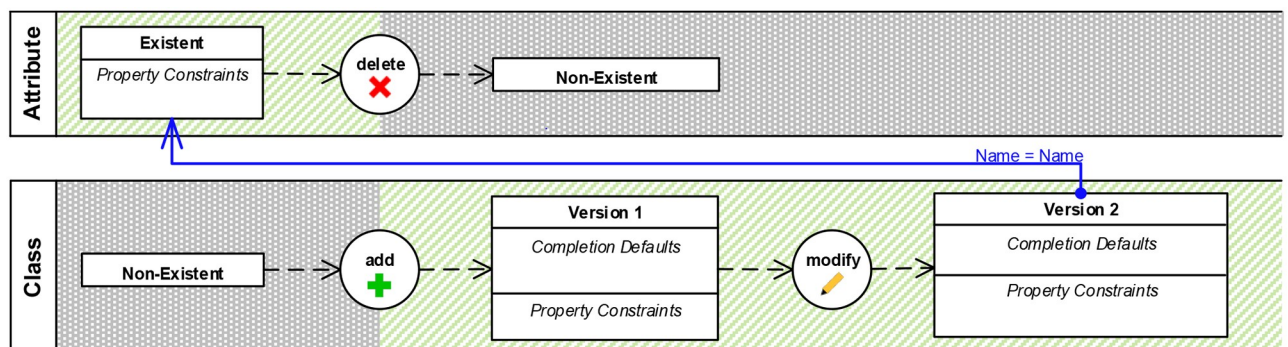 Attribute
Existent
Property Constraints
delete
Non-Existent
Name = Name
Class
Non-Existent
add
Version 1
Completion Defaults
Property Constraints
modify
Version 2
Completion Defaults
Property Constraints